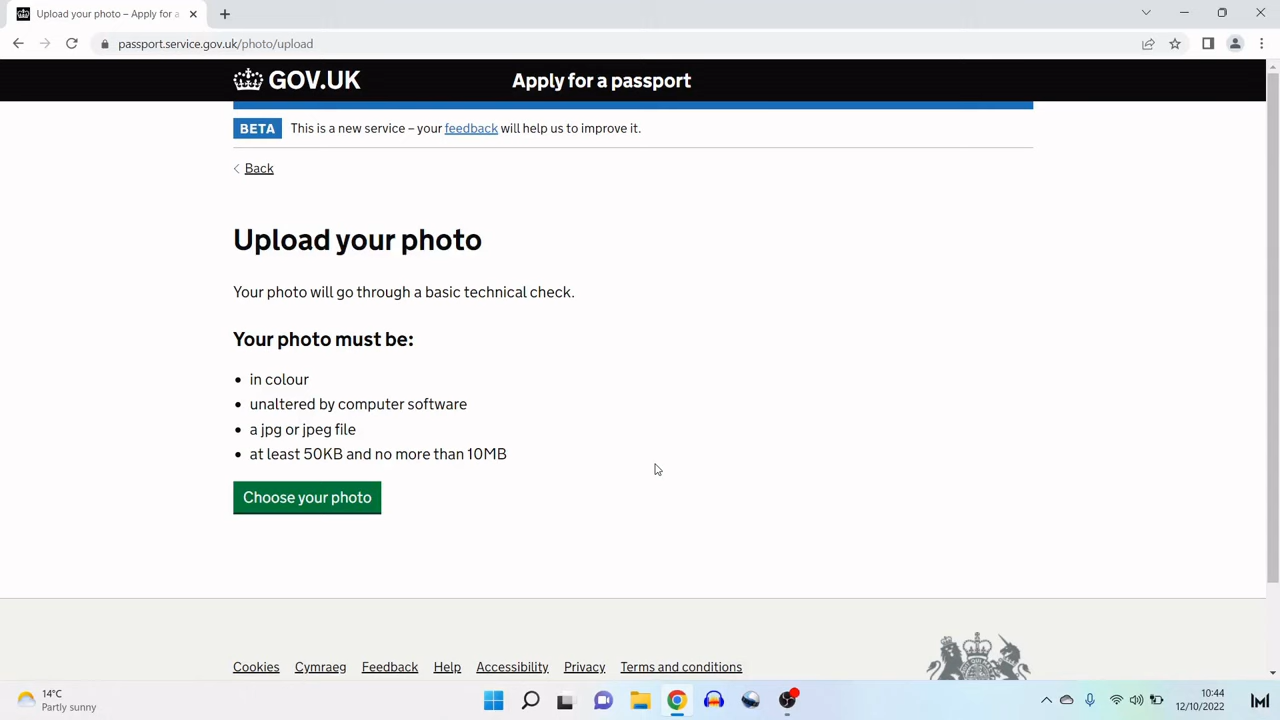 Upload your photo – Apply for a
passport.service.gov.uk/photo/upload
GOV.UK
Apply for a passport
BETA
This is a new service – your feedback will help us to improve it.
Back
Upload your photo
Your photo will go through a basic technical check.
Your photo must be:
• in colour
• unaltered by computer software
• a jpg or jpeg file
• at least 50KB and no more than 10MB
Choose your photo
Cookies Cymraeg Feedback Help Accessibility Privacy Terms and conditions
14°C
Partly sunny
10:44
12/10/2022